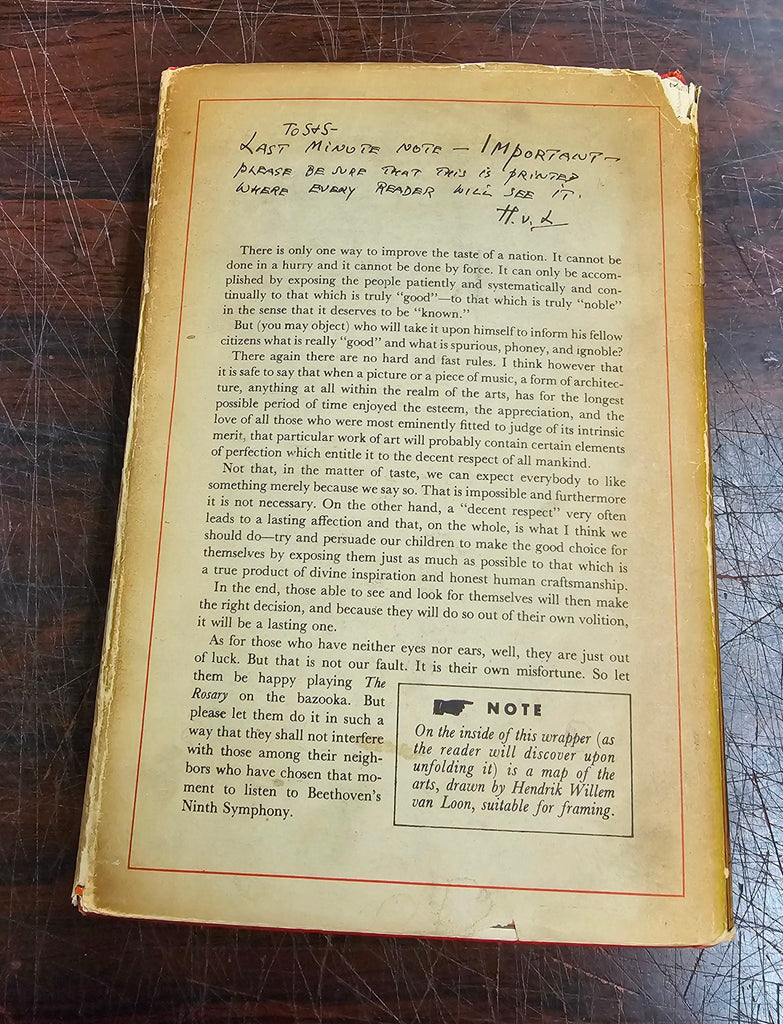 To S&S-
LAST MINUTE NOTE — IMPORTANT—
PLEASE BE SURE THAT THIS IS PRINTED
WHERE EVERY READER WILL SEE IT.
H.v.L
There is only one way to improve the taste of a nation. It cannot be
done in a hurry and it cannot be done by force. It can only be accom-
plished by exposing the people patiently and systematically and con-
tinually to that which is truly “good”—to that which is truly “noble”
in the sense that it deserves to be “known.”
But (you may object) who will take it upon himself to inform his fellow
citizens what is really “good” and what is spurious, phoney, and ignoble?
There again there are no hard and fast rules. I think however that
it is safe to say that when a picture or a piece of music, a form of architec-
ture, anything at all within the realm of the arts, has for the longest
possible period of time enjoyed the esteem, the appreciation, and the
love of all those who were most eminently fitted to judge of its intrinsic
merit, that particular work of art will probably contain certain elements
of perfection which entitle it to the decent respect of all mankind.
Not that, in the matter of taste, we can expect everybody to like
something merely because we say so. That is impossible and furthermore
it is not necessary. On the other hand, a “decent respect” very often
leads to a lasting affection and that, on the whole, is what I think we
should do—try and persuade our children to make the good choice for
themselves by exposing them just as much as possible to that which is
a true product of divine inspiration and honest human craftsmanship.
In the end, those able to see and look for themselves will then make
the right decision, and because they will do so out of their own volition,
it will be a lasting one.
As for those who have neither eyes nor ears, well, they are just out
of luck. But that is not our fault. It is their own misfortune. So let
them be happy playing The
Rosary on the bazooka. But
please let them do it in such a
way that they shall not interfere
with those among their neigh-
bors who have chosen that mo-
ment to listen to Beethoven’s
Ninth Symphony.
NOTE
On the inside of this wrapper (as
the reader will discover upon
unfolding it) is a map of the
arts, drawn by Hendrik Willem
van Loon, suitable for framing.